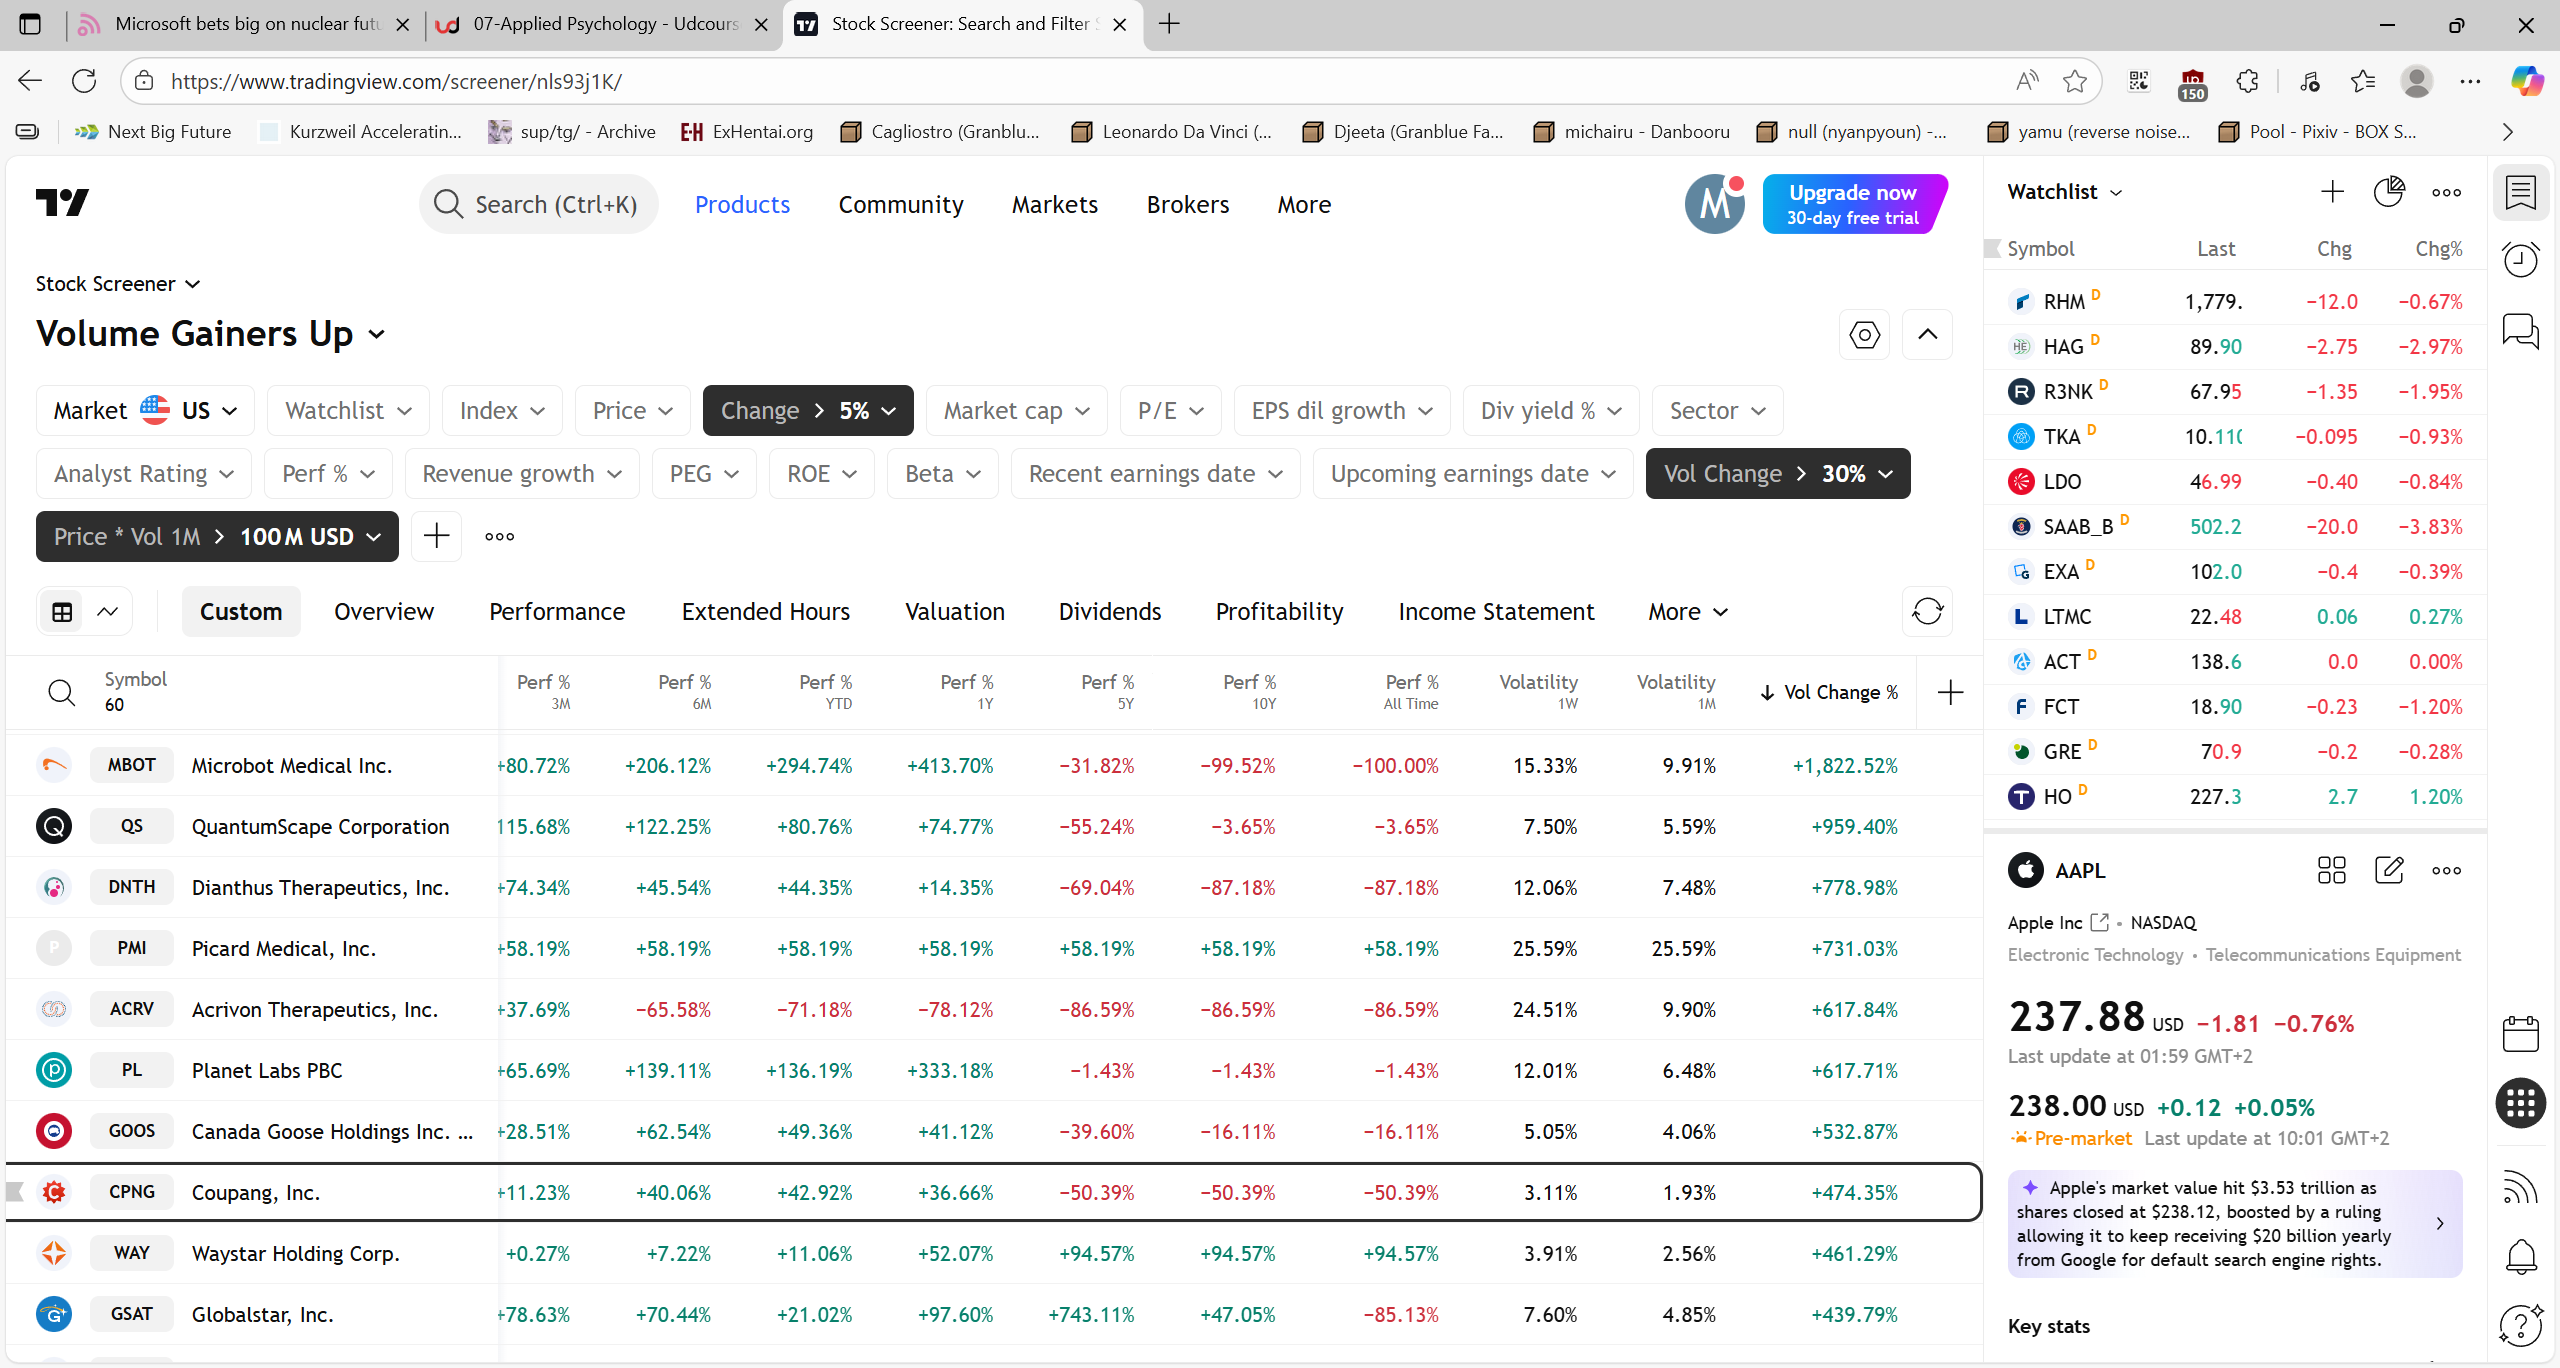 Microsoft bets big on nuclear futu
07-Applied Psychology - Udcours
Stock Screener: Search and Filter S
https://www.tradingview.com/screener/nls93j1K/
150
Next Big Future
Kurzweil Acceleratin...
sup/tg/ - Archive
E-H ExHentai.org
Cagliostro (Granblu...
Leonardo Da Vinci (...
Djeeta (Granblue Fa...
michairu - Danbooru
null (nyanpyoun) -...
yamu (reverse noise...
Pool - Pixiv - BOX S...
Search (Ctrl+K)
Products
Community
Markets
Brokers
More
M
Upgrade now
30-day free trial
Stock Screener
Volume Gainers Up
Market US
Watchlist
Index
Price
Change > 5%
Market cap
P/E
EPS dil growth
Div yield %
Sector
Analyst Rating
Perf %
Revenue growth
PEG
ROE
Beta
Recent earnings date
Upcoming earnings date
Vol Change > 30%
Price * Vol 1M > 100 M USD
Custom
Overview
Performance
Extended Hours
Valuation
Dividends
Profitability
Income Statement
More
Symbol
60
Perf % 3M
Perf % 6M
Perf % YTD
Perf % 1Y
Perf % 5Y
Perf % 10Y
Perf % All Time
Volatility 1W
Volatility 1M
Vol Change %
MBOT Microbot Medical Inc. +80.72% +206.12% +294.74% +413.70% −31.82% −99.52% −100.00% 15.33% 9.91% +1,822.52%
QS QuantumScape Corporation 115.68% +122.25% +80.76% +74.77% −55.24% −3.65% −3.65% 7.50% 5.59% +959.40%
DNTH Dianthus Therapeutics, Inc. +74.34% +45.54% +44.35% +14.35% −69.04% −87.18% −87.18% 12.06% 7.48% +778.98%
P PMI Picard Medical, Inc. +58.19% +58.19% +58.19% +58.19% +58.19% +58.19% +58.19% 25.59% 25.59% +731.03%
ACRV Acrivon Therapeutics, Inc. +37.69% −65.58% −71.18% −78.12% −86.59% −86.59% −86.59% 24.51% 9.90% +617.84%
PL Planet Labs PBC +65.69% +139.11% +136.19% +333.18% −1.43% −1.43% −1.43% 12.01% 6.48% +617.71%
GOOS Canada Goose Holdings Inc. ... +28.51% +62.54% +49.36% +41.12% −39.60% −16.11% −16.11% 5.05% 4.06% +532.87%
CPNG Coupang, Inc. +11.23% +40.06% +42.92% +36.66% −50.39% −50.39% −50.39% 3.11% 1.93% +474.35%
WAY Waystar Holding Corp. +0.27% +7.22% +11.06% +52.07% +94.57% +94.57% +94.57% 3.91% 2.56% +461.29%
GSAT Globalstar, Inc. +78.63% +70.44% +21.02% +97.60% +743.11% +47.05% −85.13% 7.60% 4.85% +439.79%
Watchlist
Symbol Last Chg Chg%
RHM D 1,779. −12.0 −0.67%
HAG D 89.90 −2.75 −2.97%
R3NK D 67.95 −1.35 −1.95%
TKA D 10.110 −0.095 −0.93%
LDO 46.99 −0.40 −0.84%
SAAB_B D 502.2 −20.0 −3.83%
EXA D 102.0 −0.4 −0.39%
LTMC 22.48 0.06 0.27%
ACT D 138.6 0.0 0.00%
FCT 18.90 −0.23 −1.20%
GRE D 70.9 −0.2 −0.28%
HO D 227.3 2.7 1.20%
AAPL
Apple Inc • NASDAQ
Electronic Technology • Telecommunications Equipment
237.88 USD −1.81 −0.76%
Last update at 01:59 GMT+2
238.00 USD +0.12 +0.05%
Pre-market Last update at 10:01 GMT+2
Apple's market value hit $3.53 trillion as
shares closed at $238.12, boosted by a ruling
allowing it to keep receiving $20 billion yearly
from Google for default search engine rights.
Key stats